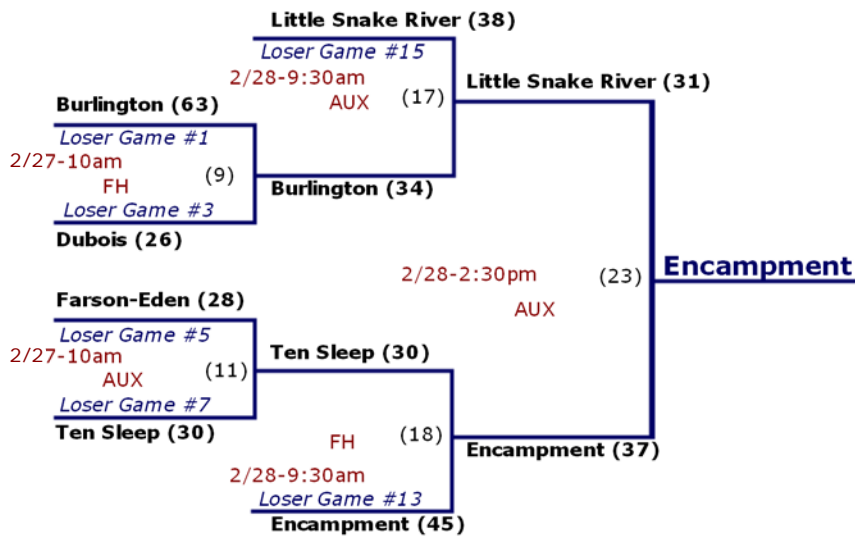 Little Snake River (38)
Loser Game #15
2/28-9:30am
AUX
(17)
Little Snake River (31)
Burlington (63)
Loser Game #1
2/27-10am
FH
(9)
Loser Game #3
Dubois (26)
Burlington (34)
2/28-2:30pm
AUX
(23)
Encampment
Farson-Eden (28)
Loser Game #5
2/27-10am
AUX
(11)
Loser Game #7
Ten Sleep (30)
Ten Sleep (30)
FH
(18)
2/28-9:30am
Loser Game #13
Encampment (45)
Encampment (37)